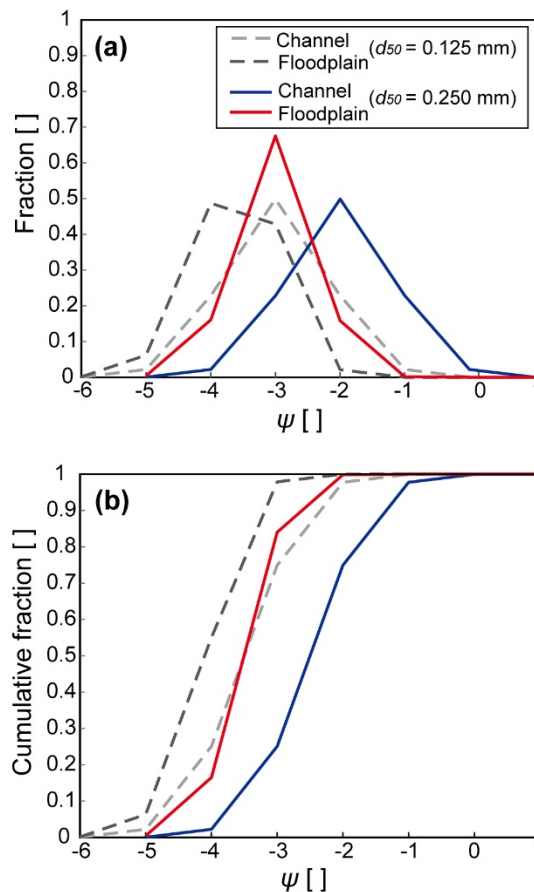 (a)
Channel
Floodplain
(d50 = 0.125 mm)
Channel
Floodplain
(d50 = 0.250 mm)
Fraction [ ]
1
0.9
0.8
0.7
0.6
0.5
0.4
0.3
0.2
0.1
0
-6 -5 -4 -3 -2 -1 0
ψ [ ]
(b)
Cumulative fraction [ ]
1
0.9
0.8
0.7
0.6
0.5
0.4
0.3
0.2
0.1
0
-6 -5 -4 -3 -2 -1 0
ψ [ ]